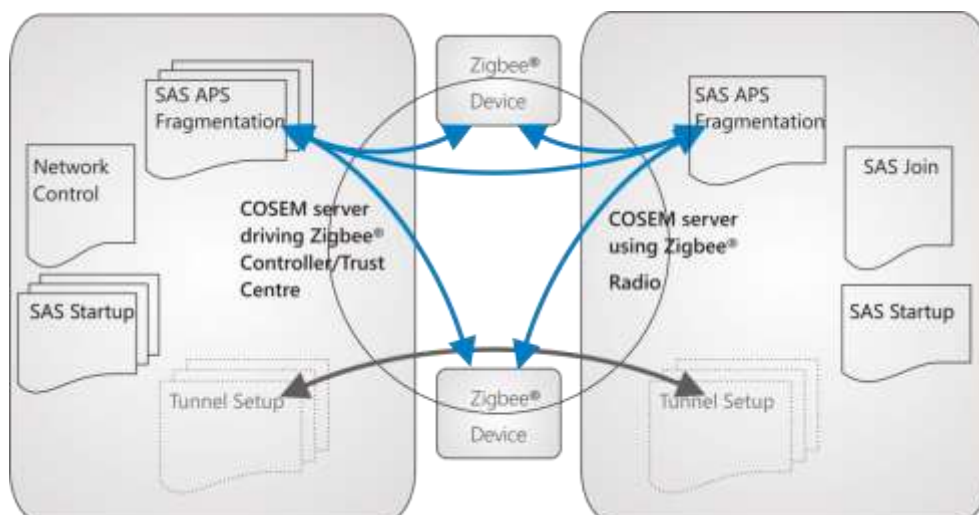 SAS APS
Fragmentation
Network
Control
COSEM server
driving Zigbee®
Controller/Trust
Centre
SAS Startup
Tunnel Setup
Zigbee®
Device
Zigbee®
Device
SAS APS
Fragmentation
SAS Join
COSEM server
using Zigbee®
Radio
SAS Startup
Tunnel Setup